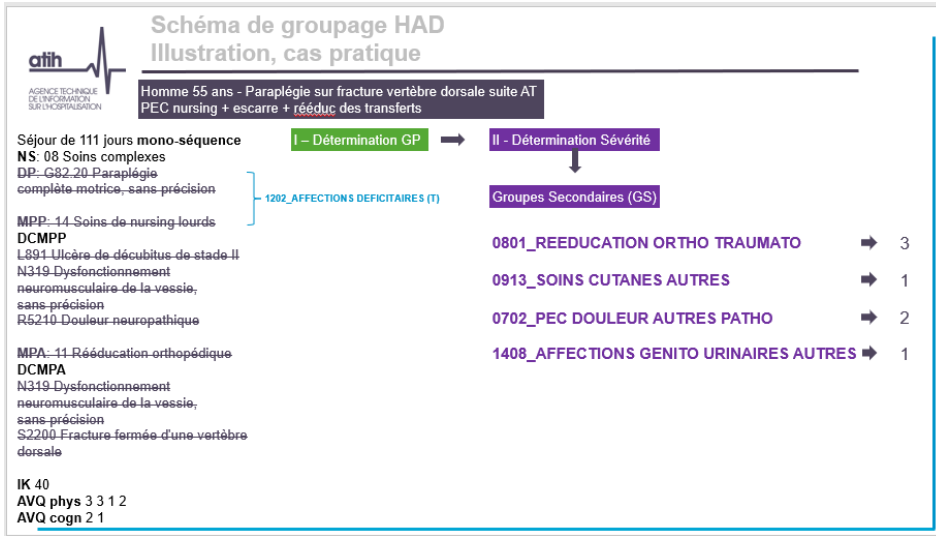 Schéma de groupage HAD
Illustration, cas pratique
atih
AGENCE TECHNIQUE
DE L'INFORMATION
SUR L'HOSPITALISATION
Homme 55 ans - Paraplégie sur fracture vertèbre dorsale suite AT
PEC nursing + escarre + rééduc des transferts
Séjour de 111 jours mono-séquence
NS: 08 Soins complexes
DP: G82.20 Paraplégie
complète motrice, sans précision
MPP: 14 Soins de nursing lourds
DCMPP
L891 Ulcère de décubitus de stade II
N319 Dysfonctionnement
neuromusculaire de la vessie,
sans précision
R5210 Douleur neuropathique
MPA: 11 Rééducation orthopédique
DCMPA
N319 Dysfonctionnement
neuromusculaire de la vessie,
sans précision
S2200 Fracture fermée d'une vertèbre
dorsale
IK 40
AVQ phys 3 3 1 2
AVQ cogn 2 1
1202_AFFECTIONS DEFICITAIRES (T)
I – Détermination GP
II - Détermination Sévérité
Groupes Secondaires (GS)
0801_REEDUCATION ORTHO TRAUMATO 3
0913_SOINS CUTANES AUTRES 1
0702_PEC DOULEUR AUTRES PATHO 2
1408_AFFECTIONS GENITO URINAIRES AUTRES 1